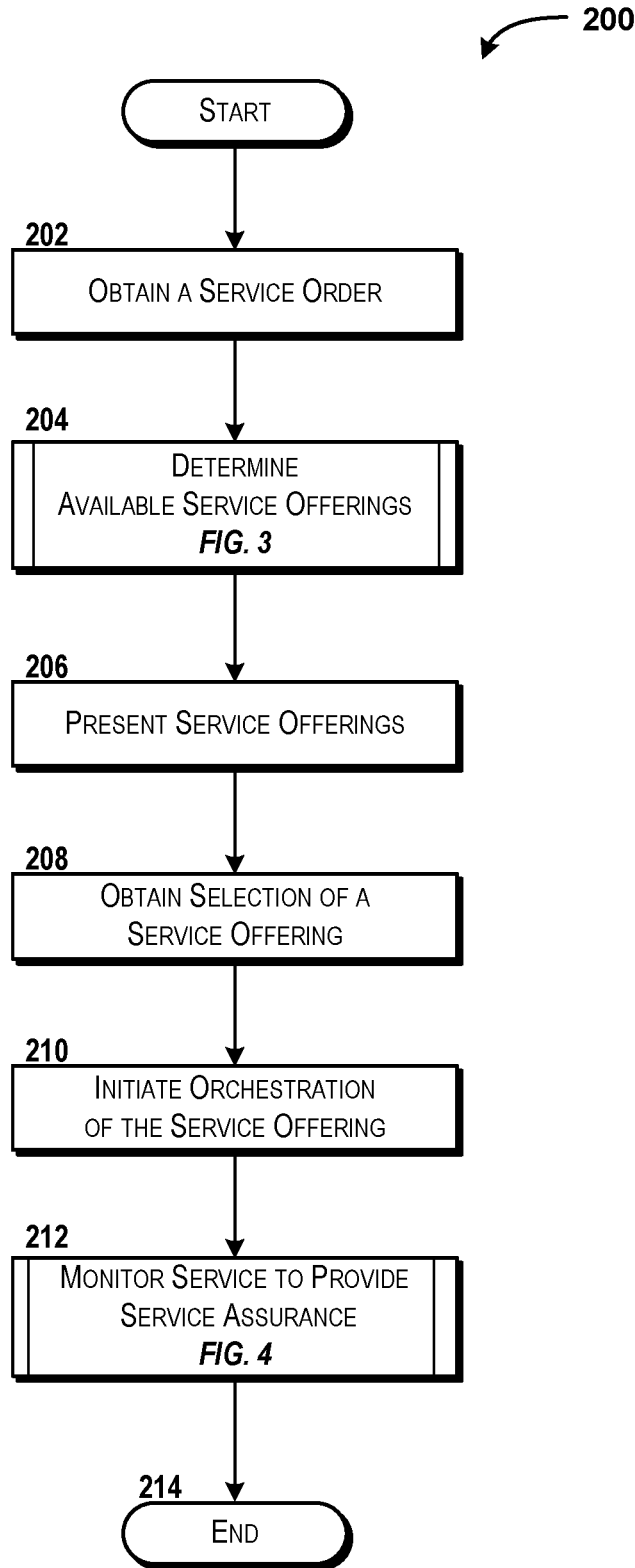 200
START
202
OBTAIN A SERVICE ORDER
204
DETERMINE
AVAILABLE SERVICE OFFERINGS
FIG. 3
206
PRESENT SERVICE OFFERINGS
208
OBTAIN SELECTION OF A
SERVICE OFFERING
210
INITIATE ORCHESTRATION
OF THE SERVICE OFFERING
212
MONITOR SERVICE TO PROVIDE
SERVICE ASSURANCE
FIG. 4
214
END